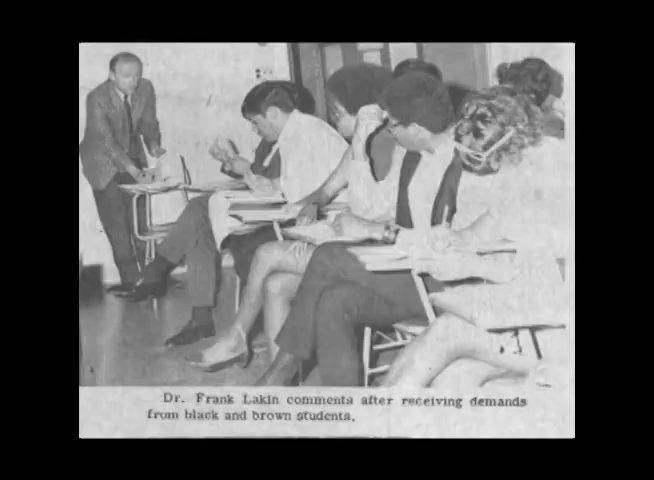 Dr. Frank Lakin comments after receiving demands
from black and brown students.